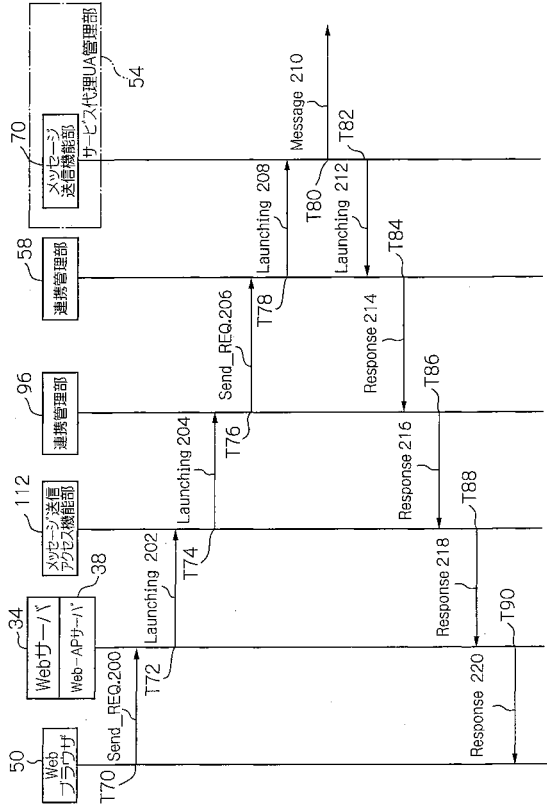 50
Web
ブラウザ
34
Webサーバ
Web-APサーバ
38
112
メッセージ送信
アクセス機能部
96
連携管理部
58
連携管理部
70
メッセージ
送信機能部
サービス代理UA管理部
54
T70
Send_REQ.200
T72
Launching 202
T74
Launching 204
T76
Send_REQ.206
T78
Launching 208
T80
Message 210
T82
Launching 212
T84
Response 214
T86
Response 216
T88
Response 218
T90
Response 220